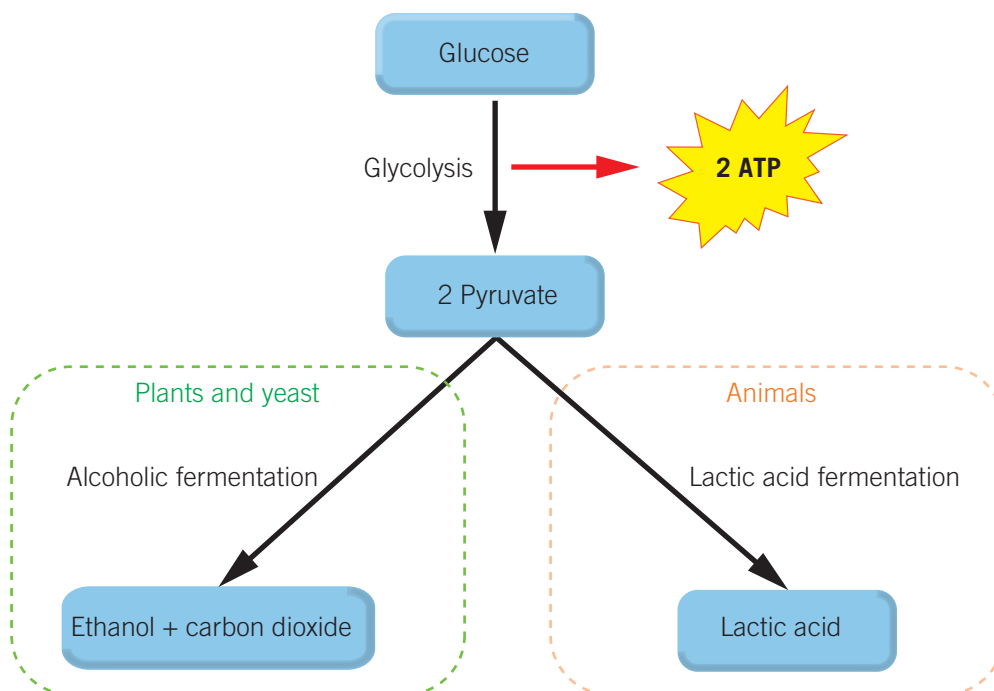 Glucose
Glycolysis
2 ATP
2 Pyruvate
Plants and yeast
Animals
Alcoholic fermentation
Lactic acid fermentation
Ethanol + carbon dioxide
Lactic acid